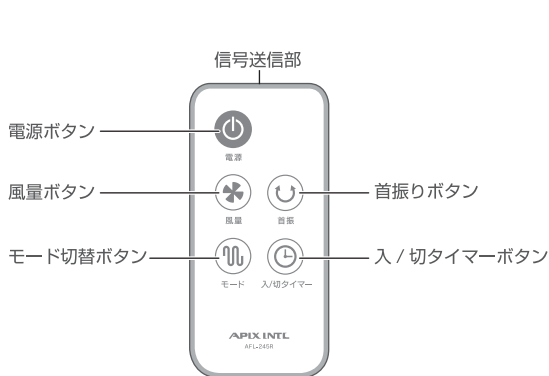 信号送信部
電源ボタン
電源
風量ボタン
首振りボタン
風量
首振
モード切替ボタン
入 / 切タイマーボタン
モード
入/切タイマー
APIX INTL
AFL-245R